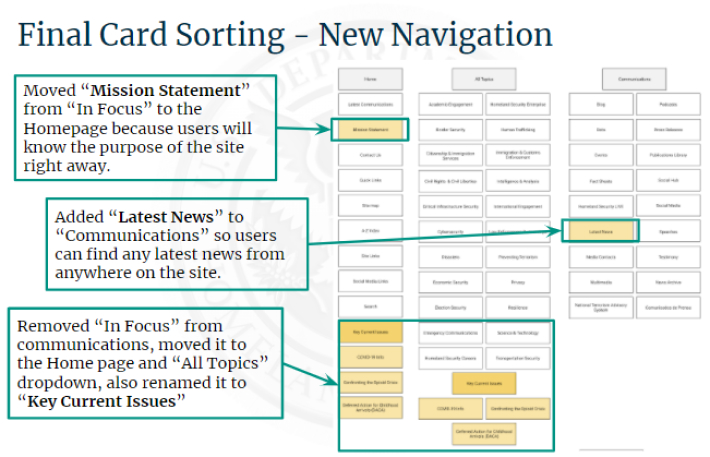 Final Card Sorting - New Navigation
Moved “Mission Statement”
from “In Focus” to the
Homepage because users will
know the purpose of the site
right away.
Added “Latest News” to
“Communications” so users
can find any latest news from
anywhere on the site.
Removed “In Focus” from
communications, moved it to
the Home page and “All Topics”
dropdown, also renamed it to
“Key Current Issues”
Home
Latest Communications
Mission Statement
Contact Us
Quick Links
Site map
A-Z Index
Site Links
Social Media Links
Search
Key Current Issues
COVID-19 Info
Confronting the Opioid Crisis
Deferred Action for Childhood
Arrivals (DACA)
All Topics
Academic Engagement
Homeland Security Enterprise
Border Security
Human Trafficking
Citizenship & Immigration
Services
Immigration & Customs
Enforcement
Civil Rights & Civil Liberties
Intelligence & Analysis
Critical Infrastructure Security
International Engagement
Cybersecurity
Disasters
Preventing Terrorism
Economic Security
Privacy
Election Security
Resilience
Emergency Communications
Science & Technology
Homeland Security Careers
Transportation Security
Key Current Issues
COVID-19 Info
Confronting the Opioid Crisis
Deferred Action for Childhood
Arrivals (DACA)
Communications
Blog
Podcasts
Data
Press Releases
Events
Publications Library
Fact Sheets
Social Hub
Homeland Security LIVE
Social Media
Latest News
Speeches
Media Contacts
Testimony
Multimedia
News Archive
National Terrorism Advisory
System
Comunicados de Prensa